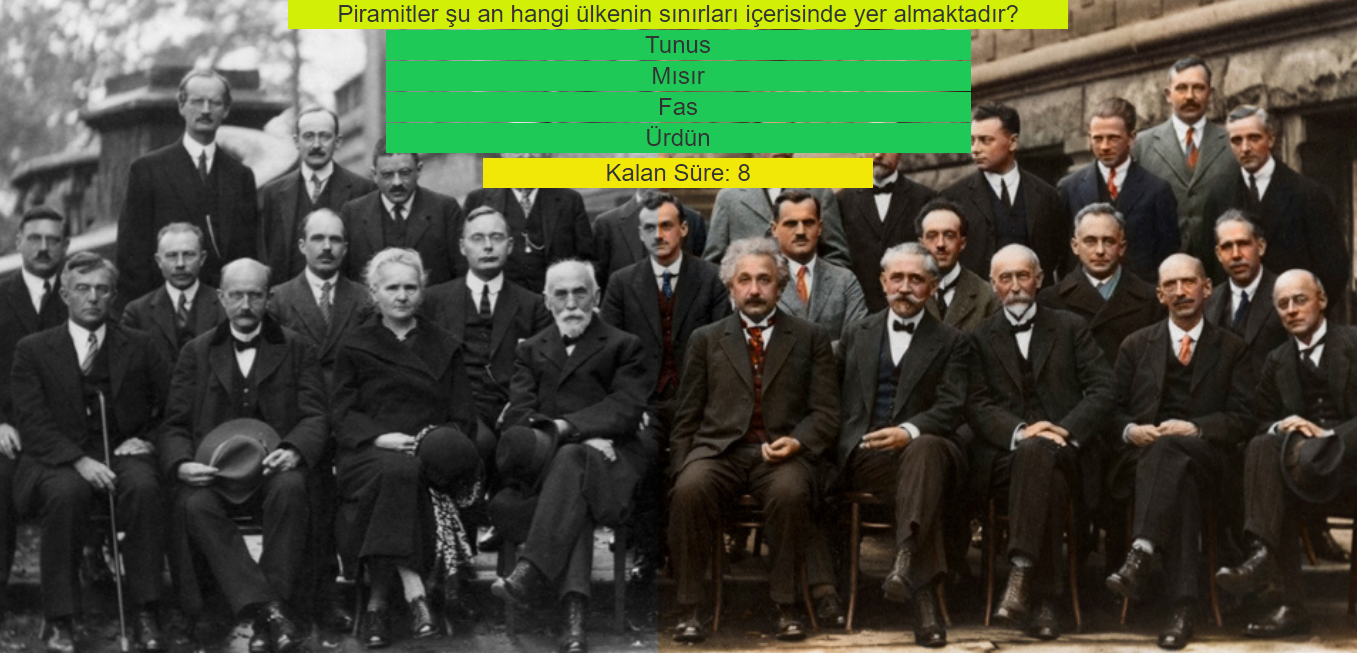 Piramitler şu an hangi ülkenin sınırları içerisinde yer almaktadır?
Tunus
Mısır
Fas
Ürdün
Kalan Süre: 8